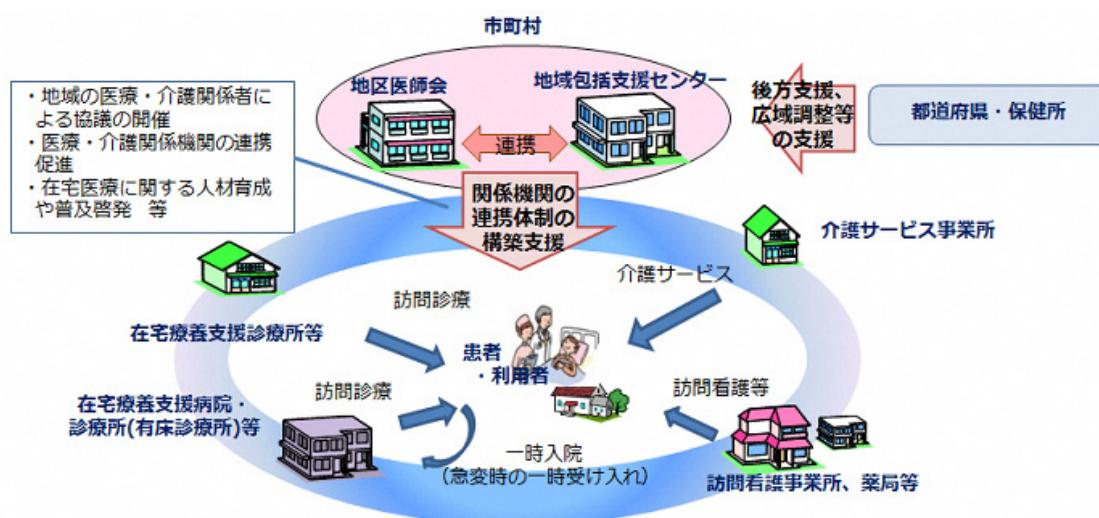 市町村
地区医師会
地域包括支援センター
連携
・地域の医療・介護関係者に
よる協議の開催
・医療・介護関係機関の連携
促進
・在宅医療に関する人材育成
や普及啓発　等
後方支援、
広域調整等
の支援
都道府県・保健所
関係機関の
連携体制の
構築支援
介護サービス事業所
介護サービス
訪問診療
在宅療養支援診療所等
患者
・利用者
訪問診療
訪問看護等
在宅療養支援病院・
診療所(有床診療所)等
一時入院
（急変時の一時受け入れ）
訪問看護事業所、薬局等